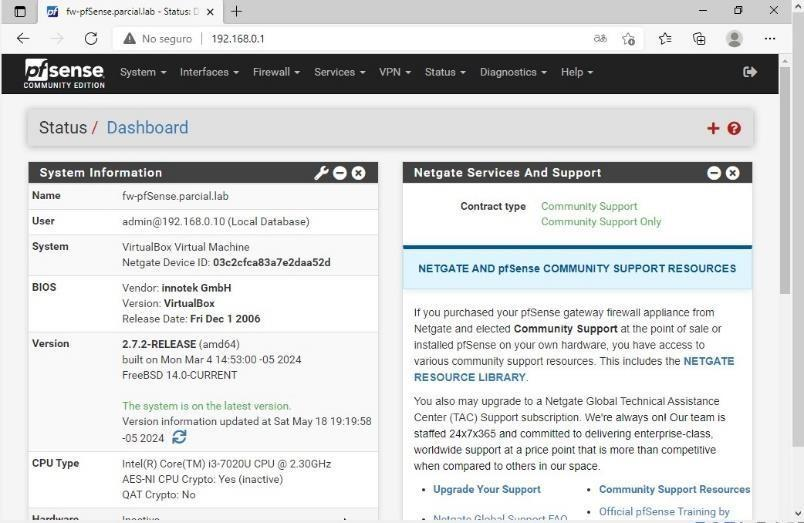 fw-pfSense.parcial.lab - Status: D
No seguro
192.168.0.1
pfsense
COMMUNITY EDITION
System
Interfaces
Firewall
Services
VPN
Status
Diagnostics
Help
Status / Dashboard
System Information
Name fw-pfSense.parcial.lab
User admin@192.168.0.10 (Local Database)
System VirtualBox Virtual Machine
Netgate Device ID: 03c2cfca83a7e2daa52d
BIOS Vendor: innotek GmbH
Version: VirtualBox
Release Date: Fri Dec 1 2006
Version 2.7.2-RELEASE (amd64)
built on Mon Mar 4 14:53:00 -05 2024
FreeBSD 14.0-CURRENT
The system is on the latest version.
Version information updated at Sat May 18 19:19:58
-05 2024
CPU Type Intel(R) Core(TM) i3-7020U CPU @ 2.30GHz
AES-NI CPU Crypto: Yes (inactive)
QAT Crypto: No
Hardware Inactive
Netgate Services And Support
Contract type Community Support
Community Support Only
NETGATE AND pfSense COMMUNITY SUPPORT RESOURCES
If you purchased your pfSense gateway firewall appliance from
Netgate and elected Community Support at the point of sale or
installed pfSense on your own hardware, you have access to
various community support resources. This includes the NETGATE
RESOURCE LIBRARY.
You also may upgrade to a Netgate Global Technical Assistance
Center (TAC) Support subscription. We're always on! Our team is
staffed 24x7x365 and committed to delivering enterprise-class,
worldwide support at a price point that is more than competitive
when compared to others in our space.
Upgrade Your Support
Community Support Resources
Netgate Global Support FAQ
Official pfSense Training by